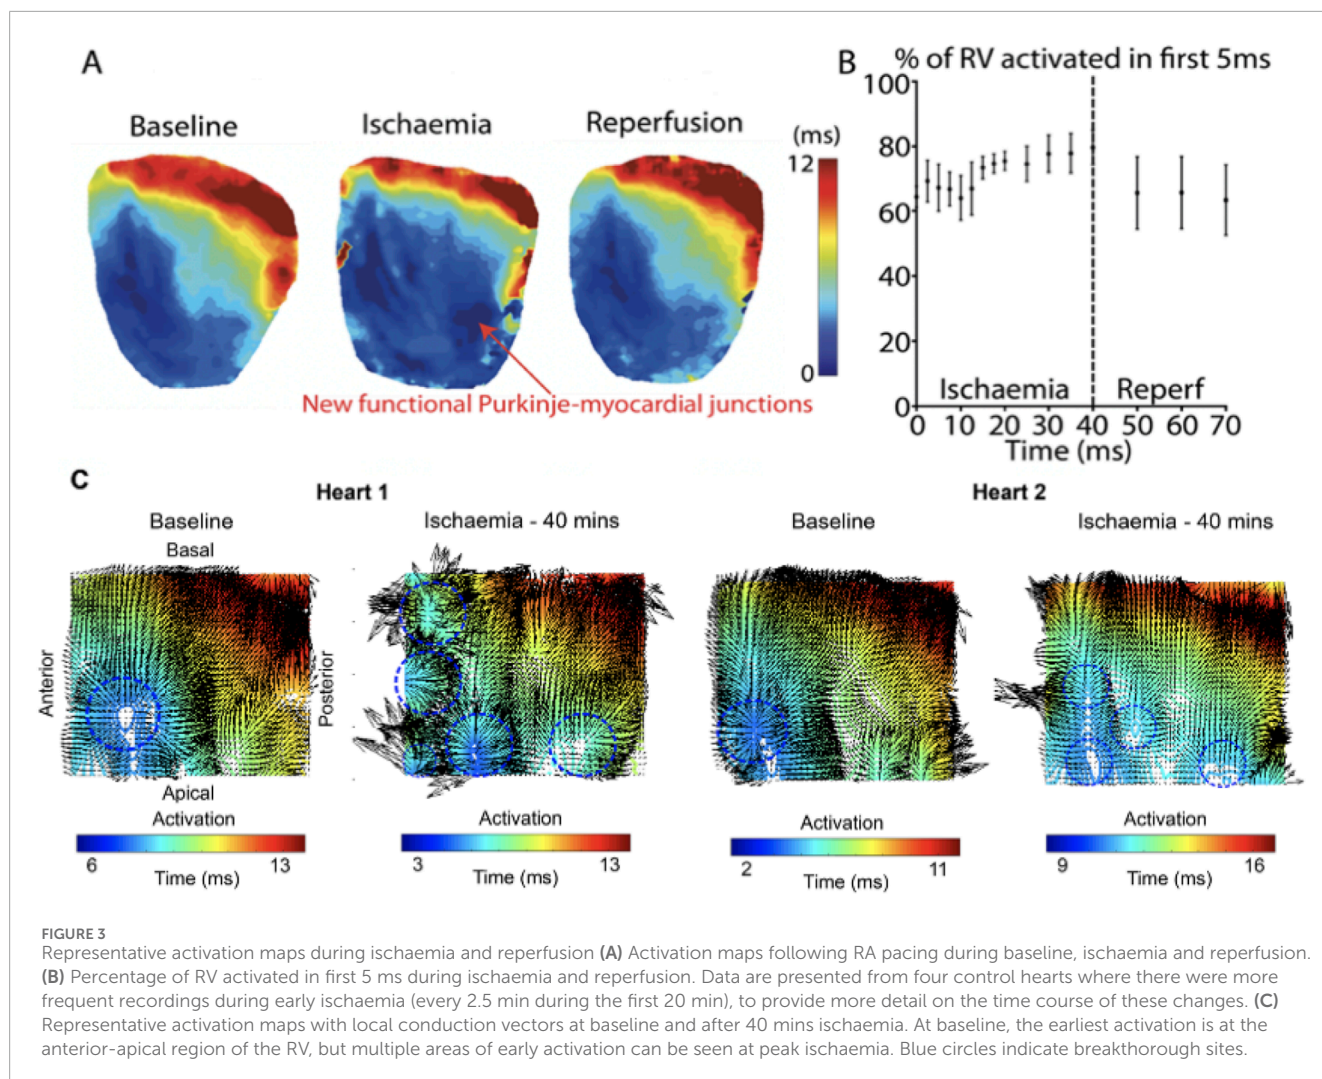 A
Baseline
Ischaemia
Reperfusion
(ms)
12
0
New functional Purkinje-myocardial junctions
B
% of RV activated in first 5ms
100
80
60
40
20
0
Ischaemia
Reperf
0 10 20 30 40 50 60 70
Time (ms)
C
Heart 1
Heart 2
Baseline
Ischaemia - 40 mins
Baseline
Ischaemia - 40 mins
Basal
Anterior
Posterior
Apical
Activation
6 13
Time (ms)
Activation
3 13
Time (ms)
Activation
2 11
Time (ms)
Activation
9 16
Time (ms)
FIGURE 3
Representative activation maps during ischaemia and reperfusion (A) Activation maps following RA pacing during baseline, ischaemia and reperfusion.
(B) Percentage of RV activated in first 5 ms during ischaemia and reperfusion. Data are presented from four control hearts where there were more
frequent recordings during early ischaemia (every 2.5 min during the first 20 min), to provide more detail on the time course of these changes. (C)
Representative activation maps with local conduction vectors at baseline and after 40 mins ischaemia. At baseline, the earliest activation is at the
anterior-apical region of the RV, but multiple areas of early activation can be seen at peak ischaemia. Blue circles indicate breakthorough sites.